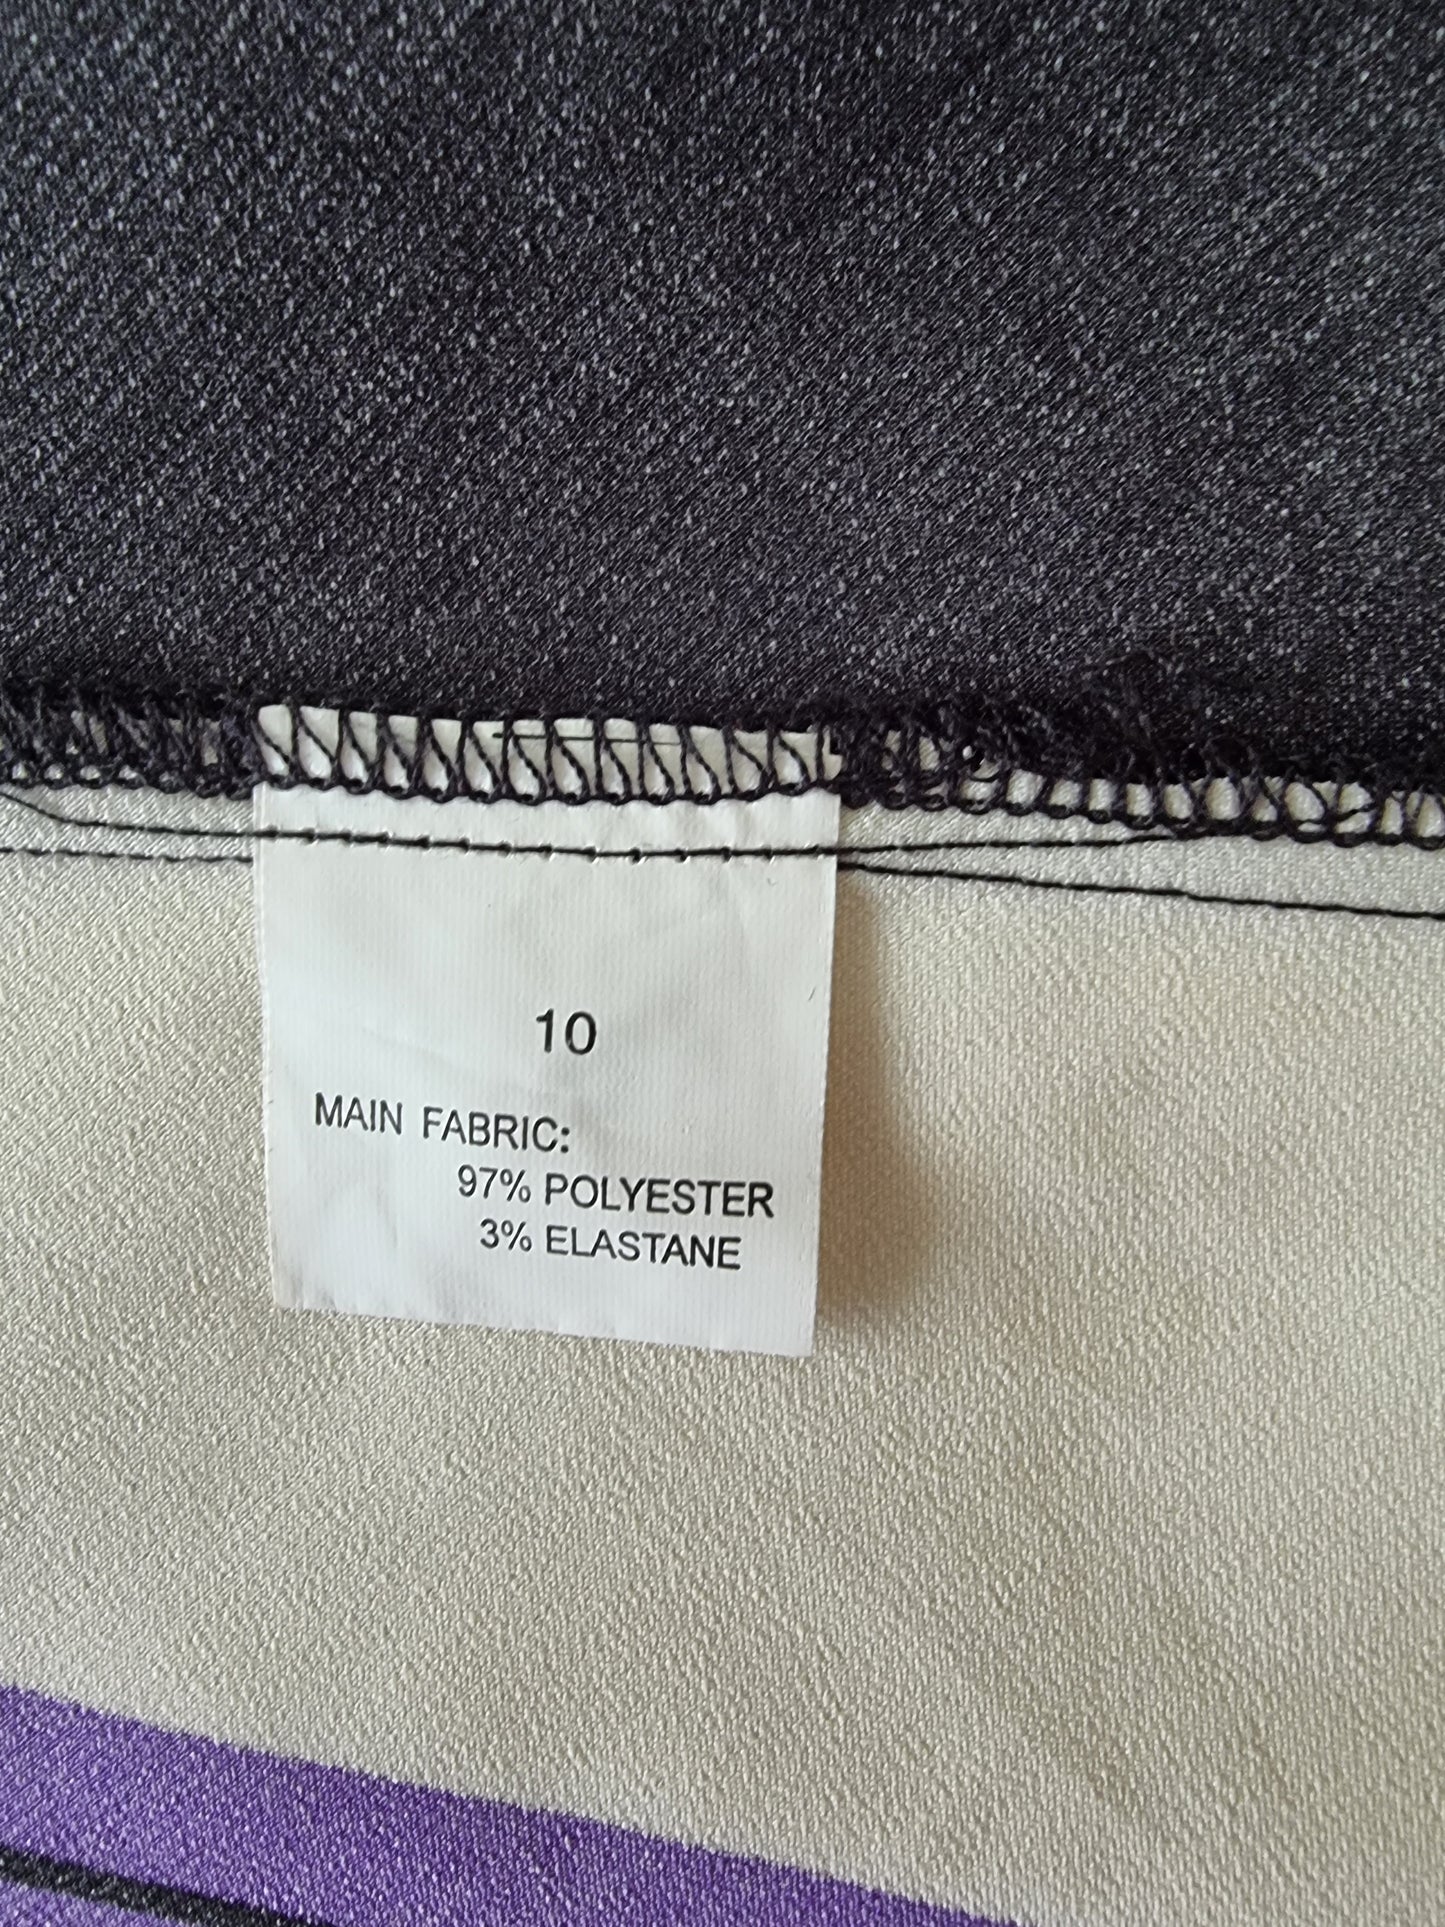 10
MAIN FABRIC:
97% POLYESTER
3% ELASTANE